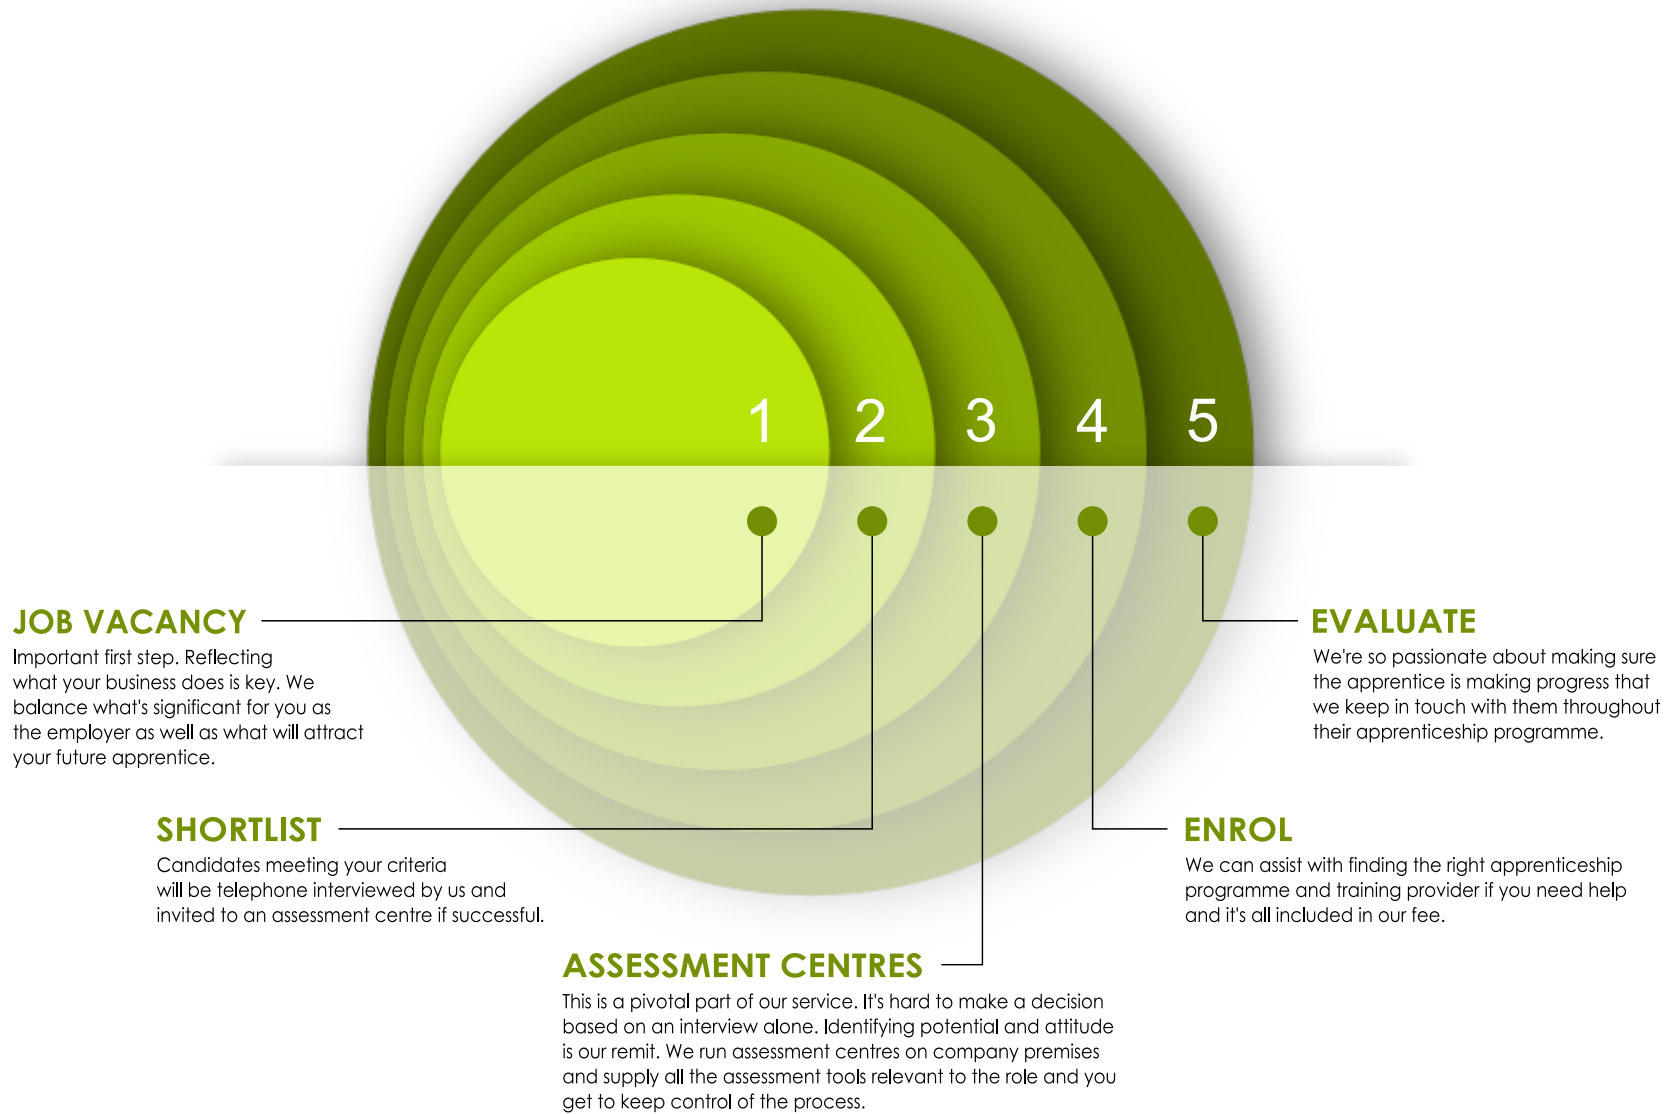 1 2 3 4 5
JOB VACANCY
Important first step. Reflecting
what your business does is key. We
balance what's significant for you as
the employer as well as what will attract
your future apprentice.
SHORTLIST
Candidates meeting your criteria
will be telephone interviewed by us and
invited to an assessment centre if successful.
ASSESSMENT CENTRES
This is a pivotal part of our service. It's hard to make a decision
based on an interview alone. Identifying potential and attitude
is our remit. We run assessment centres on company premises
and supply all the assessment tools relevant to the role and you
get to keep control of the process.
ENROL
We can assist with finding the right apprenticeship
programme and training provider if you need help
and it's all included in our fee.
EVALUATE
We're so passionate about making sure
the apprentice is making progress that
we keep in touch with them throughout
their apprenticeship programme.